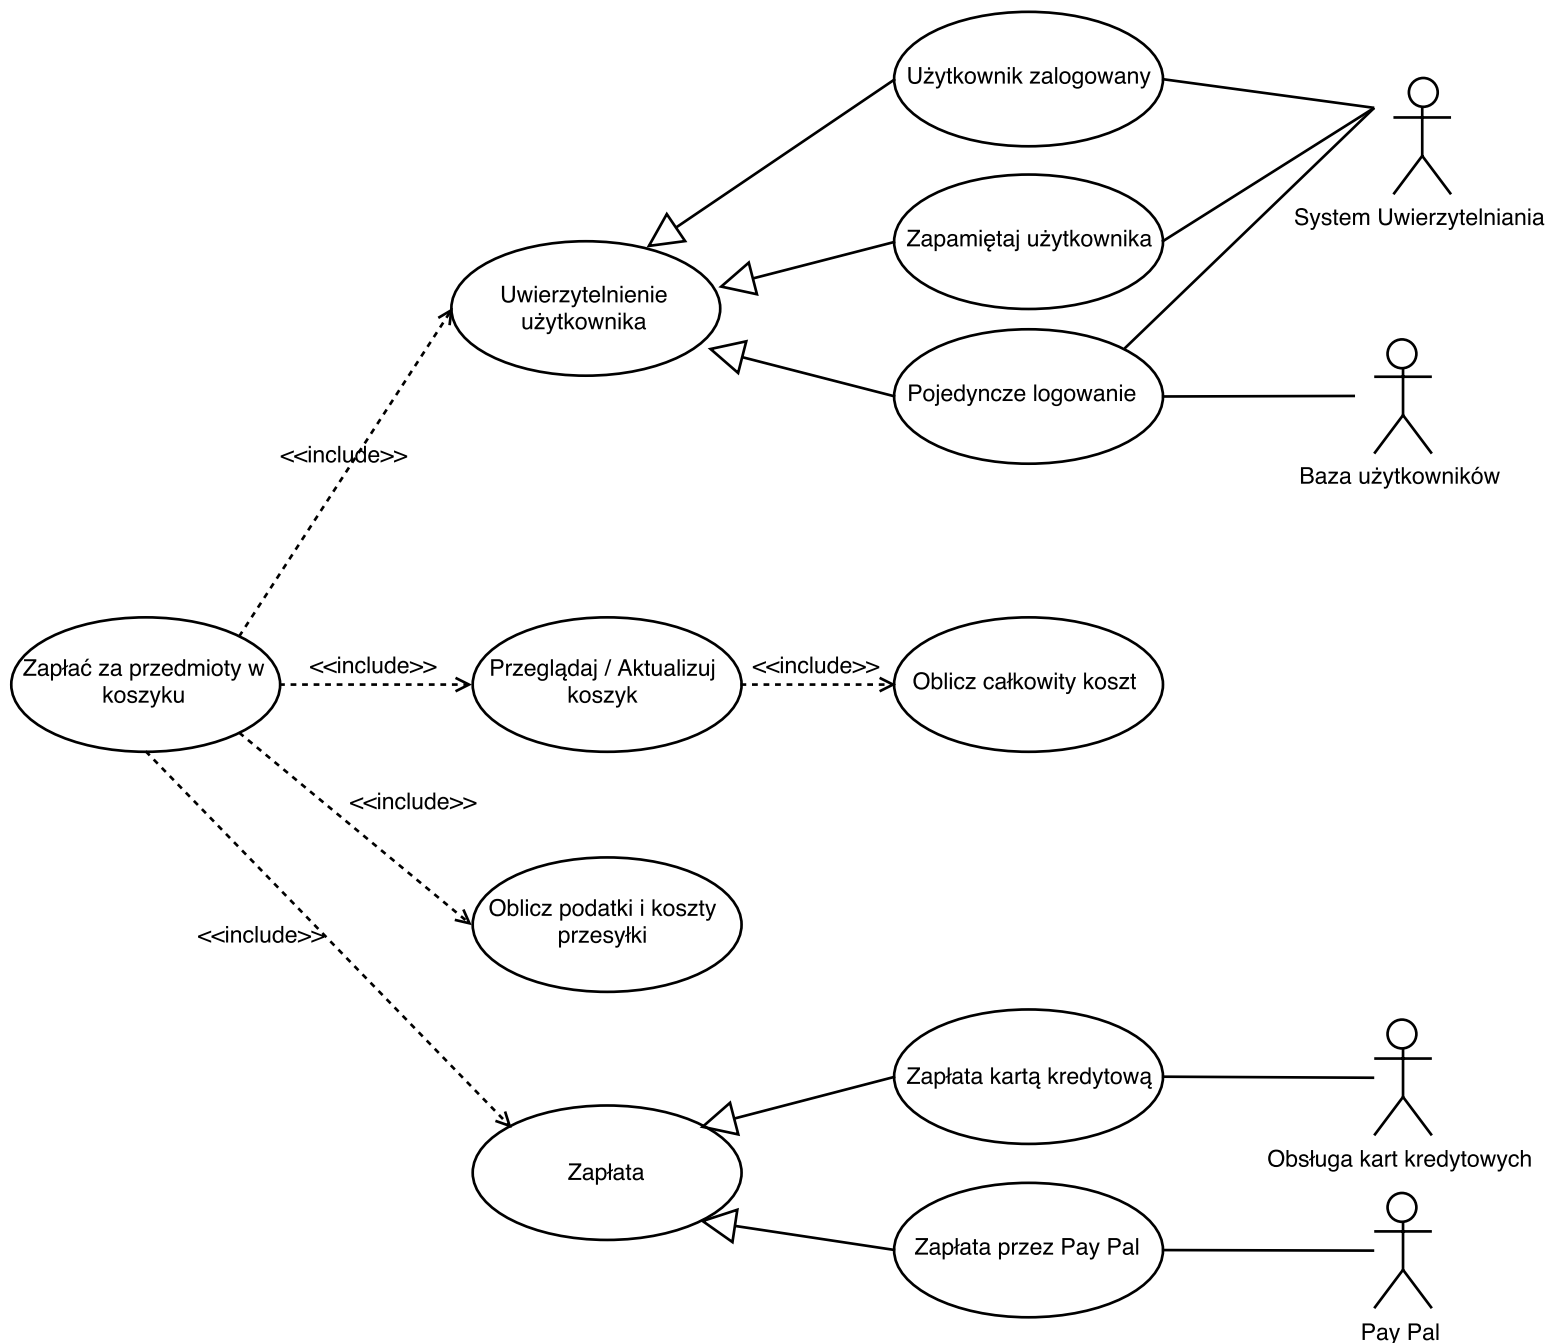 Użytkownik zalogowany
System Uwierzytelniania
Zapamiętaj użytkownika
Uwierzytelnienie
użytkownika
Pojedyncze logowanie
Baza użytkowników
<<include>>
Zapłać za przedmioty w
koszyku
<<include>>
Przeglądaj / Aktualizuj
koszyk
<<include>>
Oblicz całkowity koszt
<<include>>
Oblicz podatki i koszty
przesyłki
<<include>>
Zapłata kartą kredytową
Obsługa kart kredytowych
Zapłata
Zapłata przez Pay Pal
Pay Pal